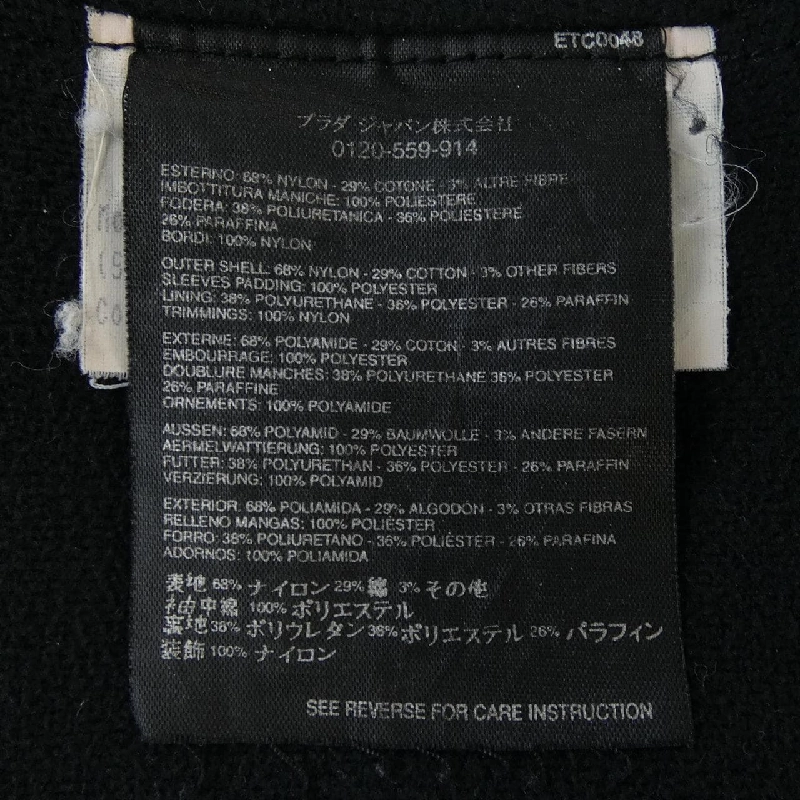 ETC0048
プラダ ジャパン株式会社
0120-559-914
ESTERNO: 68% NYLON - 29% COTONE - 3% ALTRE FIBRE
IMBOTTITURA MANICHE: 100% POLIESTERE
FODERA: 38% POLIURETANICA - 36% POLIESTERE
26% PARAFFINA
BORDI: 100% NYLON
OUTER SHELL: 68% NYLON - 29% COTTON - 3% OTHER FIBERS
SLEEVES PADDING: 100% POLYESTER
LINING: 38% POLYURETHANE - 36% POLYESTER - 26% PARAFFIN
TRIMMINGS: 100% NYLON
EXTERNE: 68% POLYAMIDE - 29% COTON - 3% AUTRES FIBRES
EMBOURRAGE: 100% POLYESTER
DOUBLURE MANCHES: 38% POLYURETHANE 36% POLYESTER
26% PARAFFINE
ORNEMENTS: 100% POLYAMIDE
AUSSEN: 68% POLYAMID - 29% BAUMWOLLE - 3% ANDERE FASERN
AERMELWATTIERUNG: 100% POLYESTER
FUTTER: 38% POLYURETHAN - 36% POLYESTER - 26% PARAFFIN
VERZIERUNG: 100% POLYAMID
EXTERIOR: 68% POLIAMIDA - 29% ALGODÓN - 3% OTRAS FIBRAS
RELLENO MANGAS: 100% POLIÉSTER
FORRO: 38% POLIURETANO - 36% POLIÉSTER - 26% PARAFINA
ADORNOS: 100% POLIAMIDA
表地 68% ナイロン 29% 綿 3% その他
袖中綿 100% ポリエステル
裏地 38% ポリウレタン 36% ポリエステル 26% パラフィン
装飾 100% ナイロン
SEE REVERSE FOR CARE INSTRUCTION